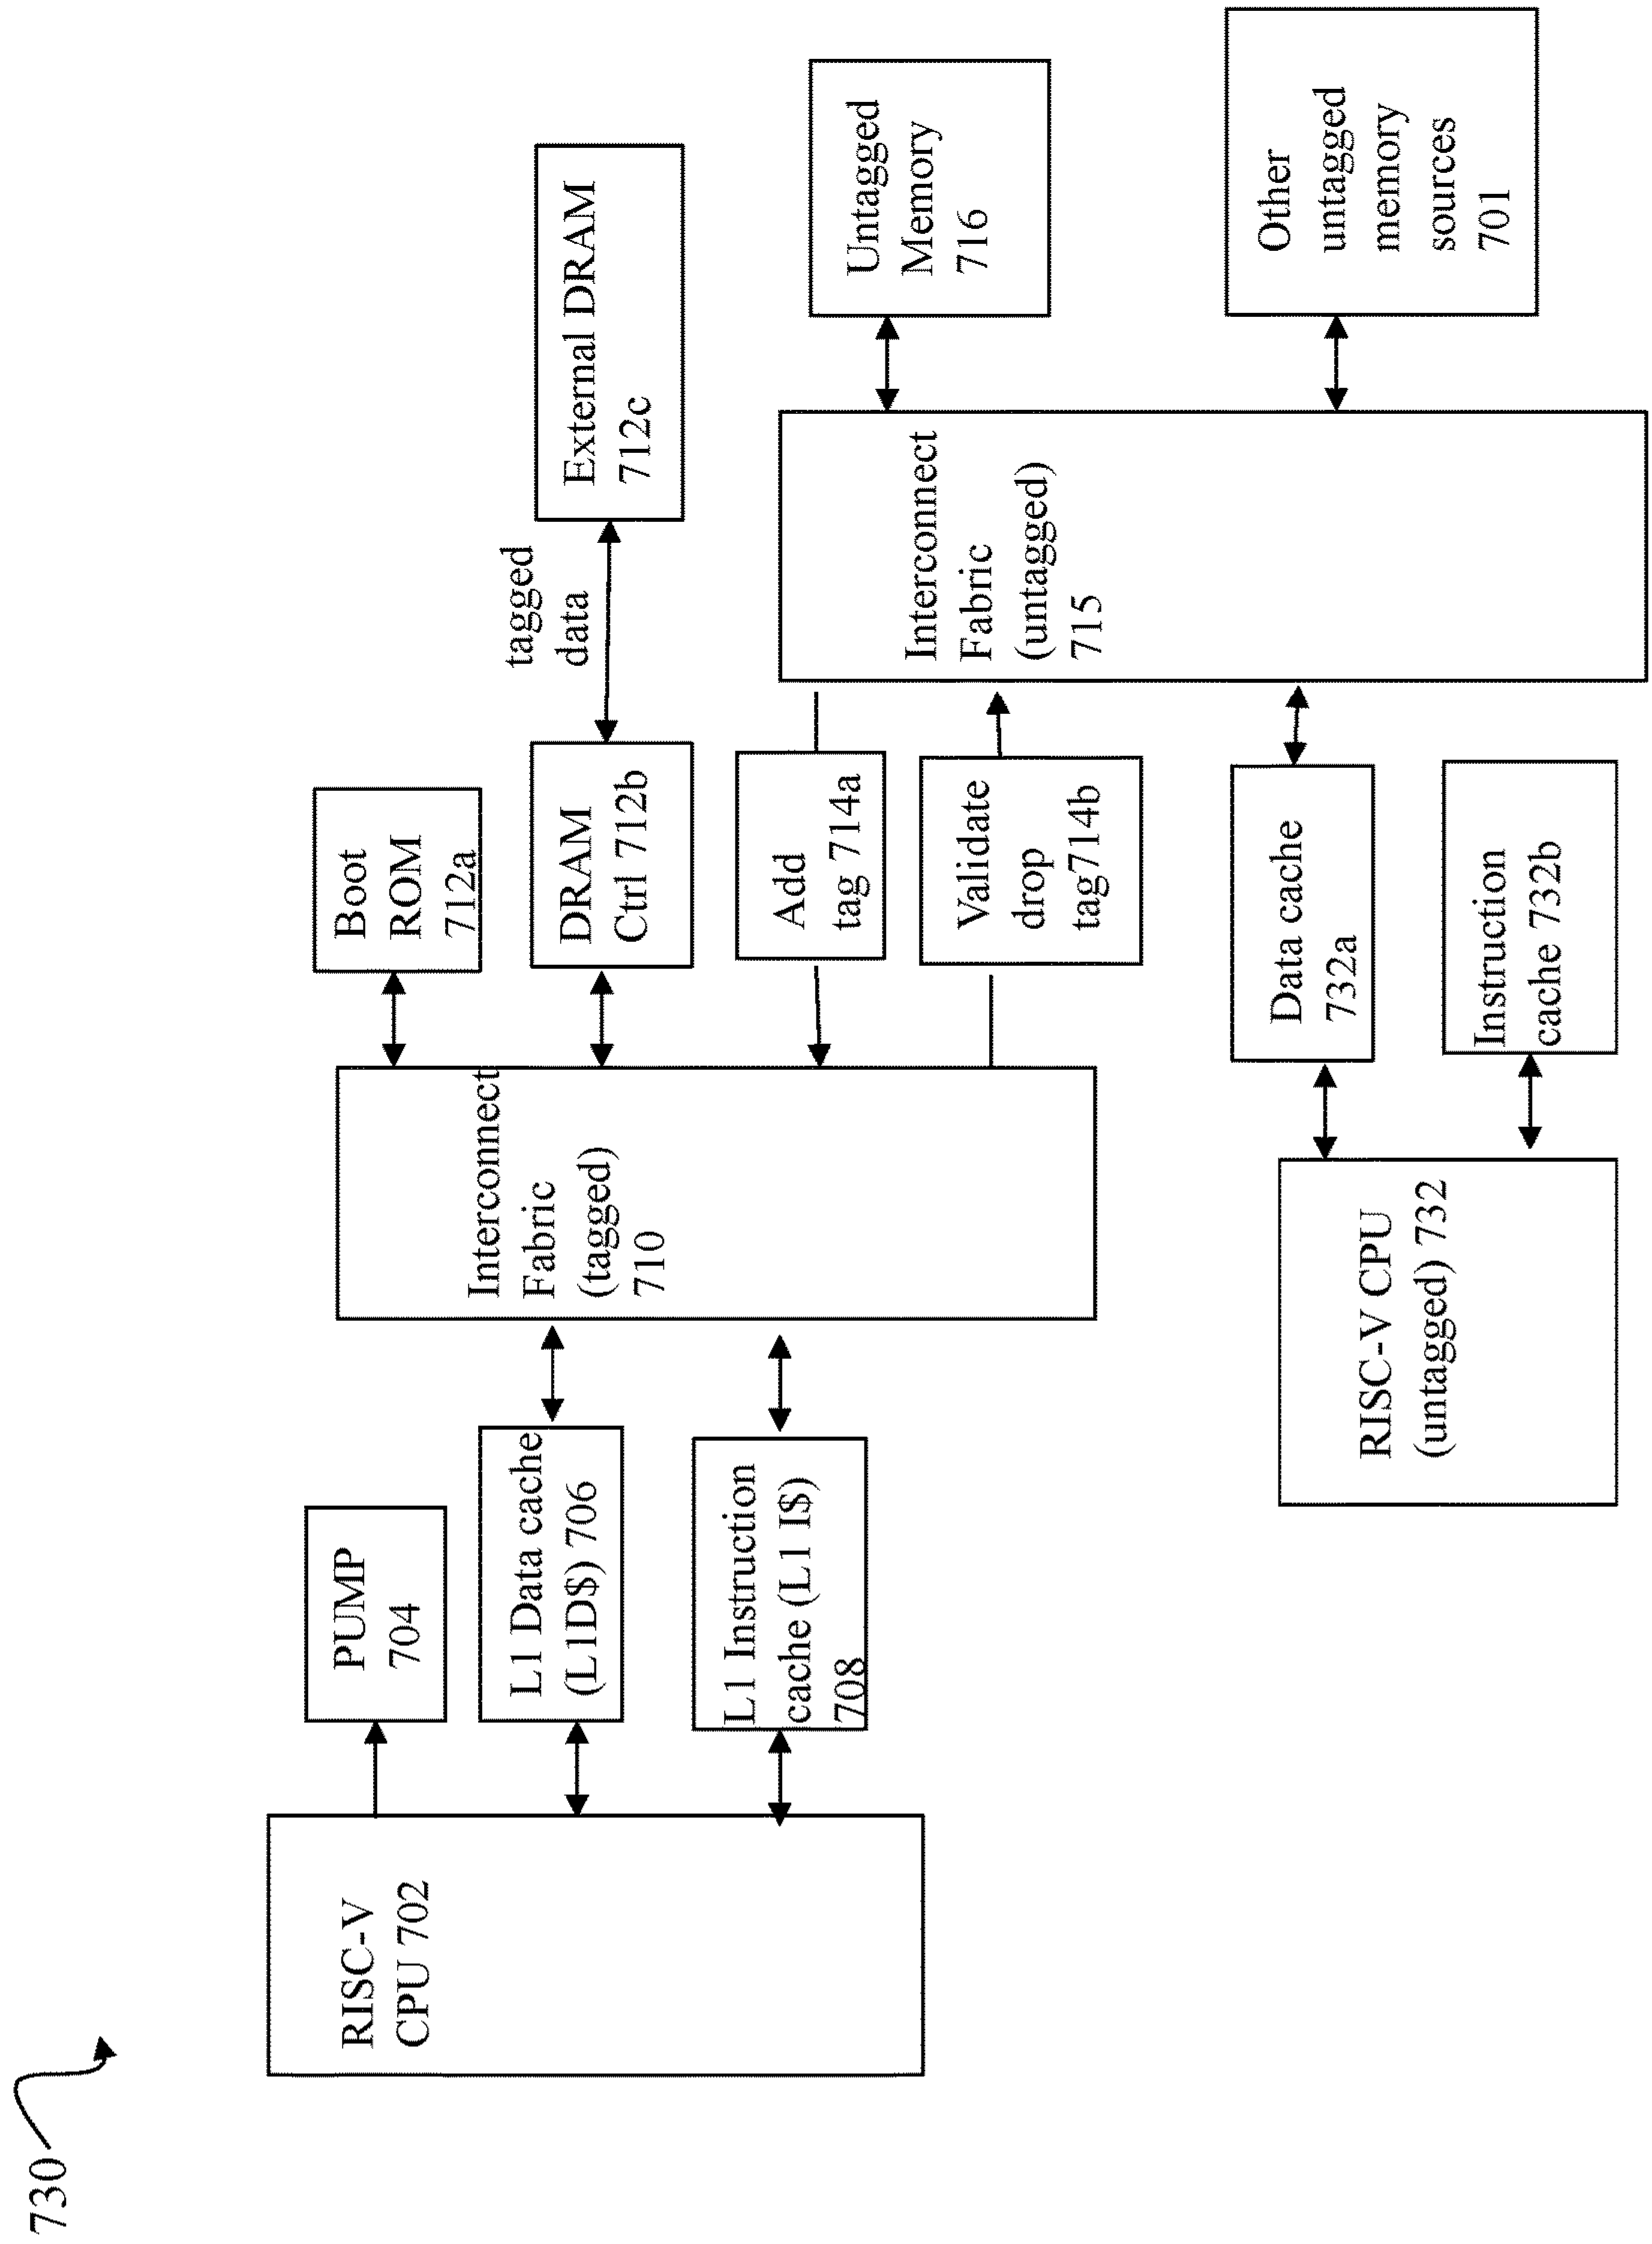 730
RISC-V
CPU 702
PUMP
704
L1 Data cache
(L1D$) 706
L1 Instruction
cache (L1 I$)
708
Interconnect
Fabric
(tagged)
710
Boot
ROM
712a
DRAM
Ctrl 712b
tagged
data
External DRAM
712c
Add
tag 714a
Validate
drop
tag714b
Interconnect
Fabric
(untagged)
715
Untagged
Memory
716
Other
untagged
memory
sources
701
RISC-V CPU
(untagged) 732
Data cache
732a
Instruction
cache 732b